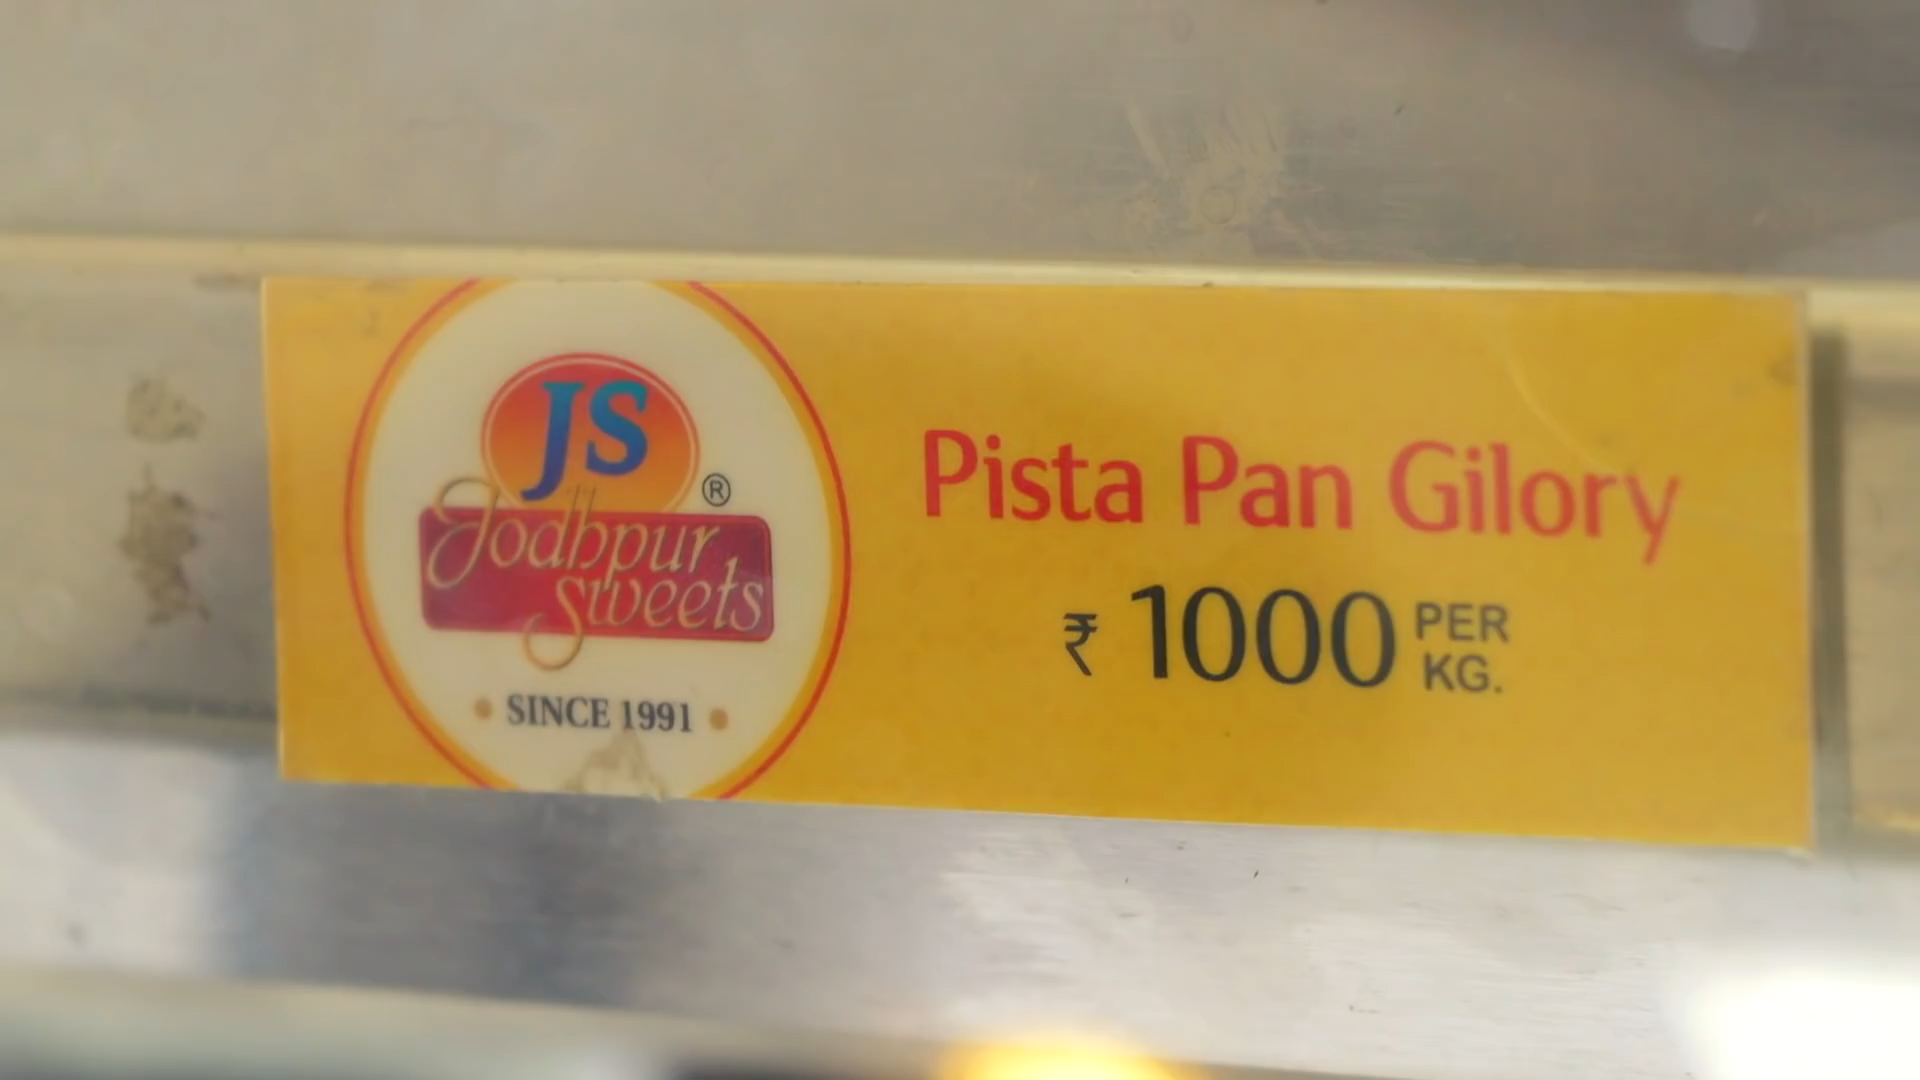 JS
®
Jodhpur
Sweets
• SINCE 1991 •
Pista Pan Gilory
₹ 1000 PER
KG.